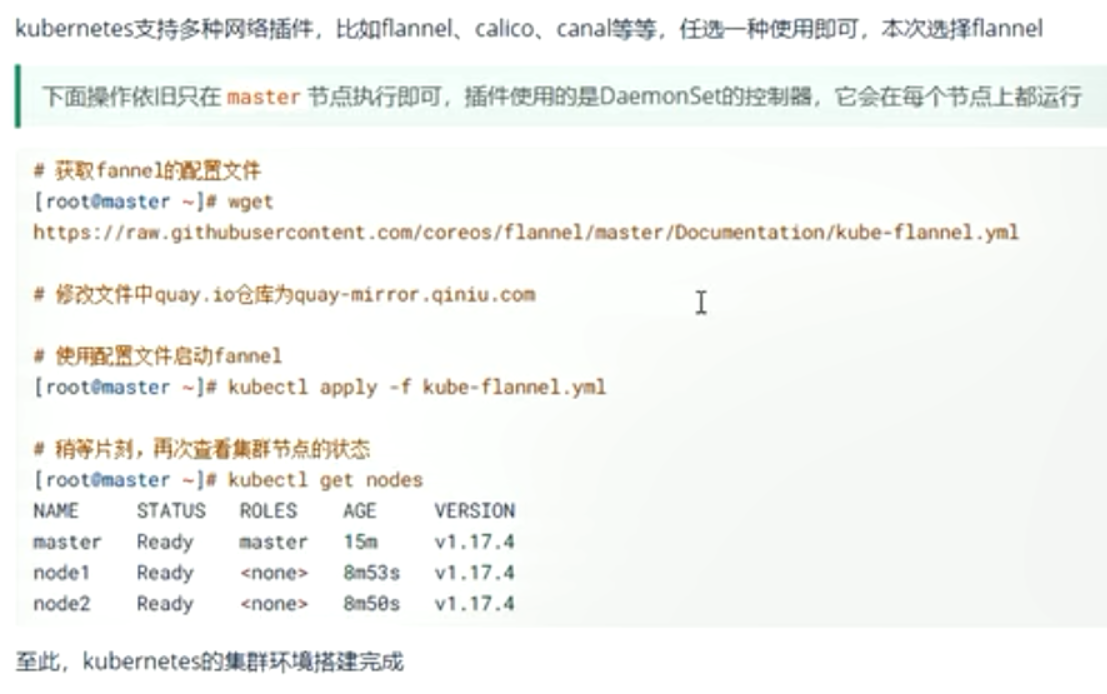 kubernetes支持多种网络插件，比如flannel、calico、canal等等，任选一种使用即可，本次选择flannel
下面操作依旧只在 master 节点执行即可，插件使用的是DaemonSet的控制器，它会在每个节点上都运行
# 获取fannel的配置文件
[root@master ~]# wget
https://raw.githubusercontent.com/coreos/flannel/master/Documentation/kube-flannel.yml
# 修改文件中quay.io仓库为quay-mirror.qiniu.com
# 使用配置文件启动fannel
[root@master ~]# kubectl apply -f kube-flannel.yml
# 稍等片刻，再次查看集群节点的状态
[root@master ~]# kubectl get nodes
NAME STATUS ROLES AGE VERSION
master Ready master 15m v1.17.4
node1 Ready <none> 8m53s v1.17.4
node2 Ready <none> 8m50s v1.17.4
至此，kubernetes的集群环境搭建完成